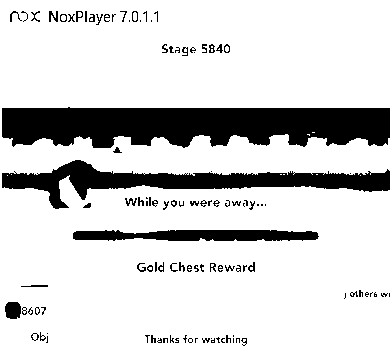 nox NoxPlayer 7.0.1.1
Stage 5840
While you were away...
Gold Chest Reward
others
8607
Obj
Thanks for watching